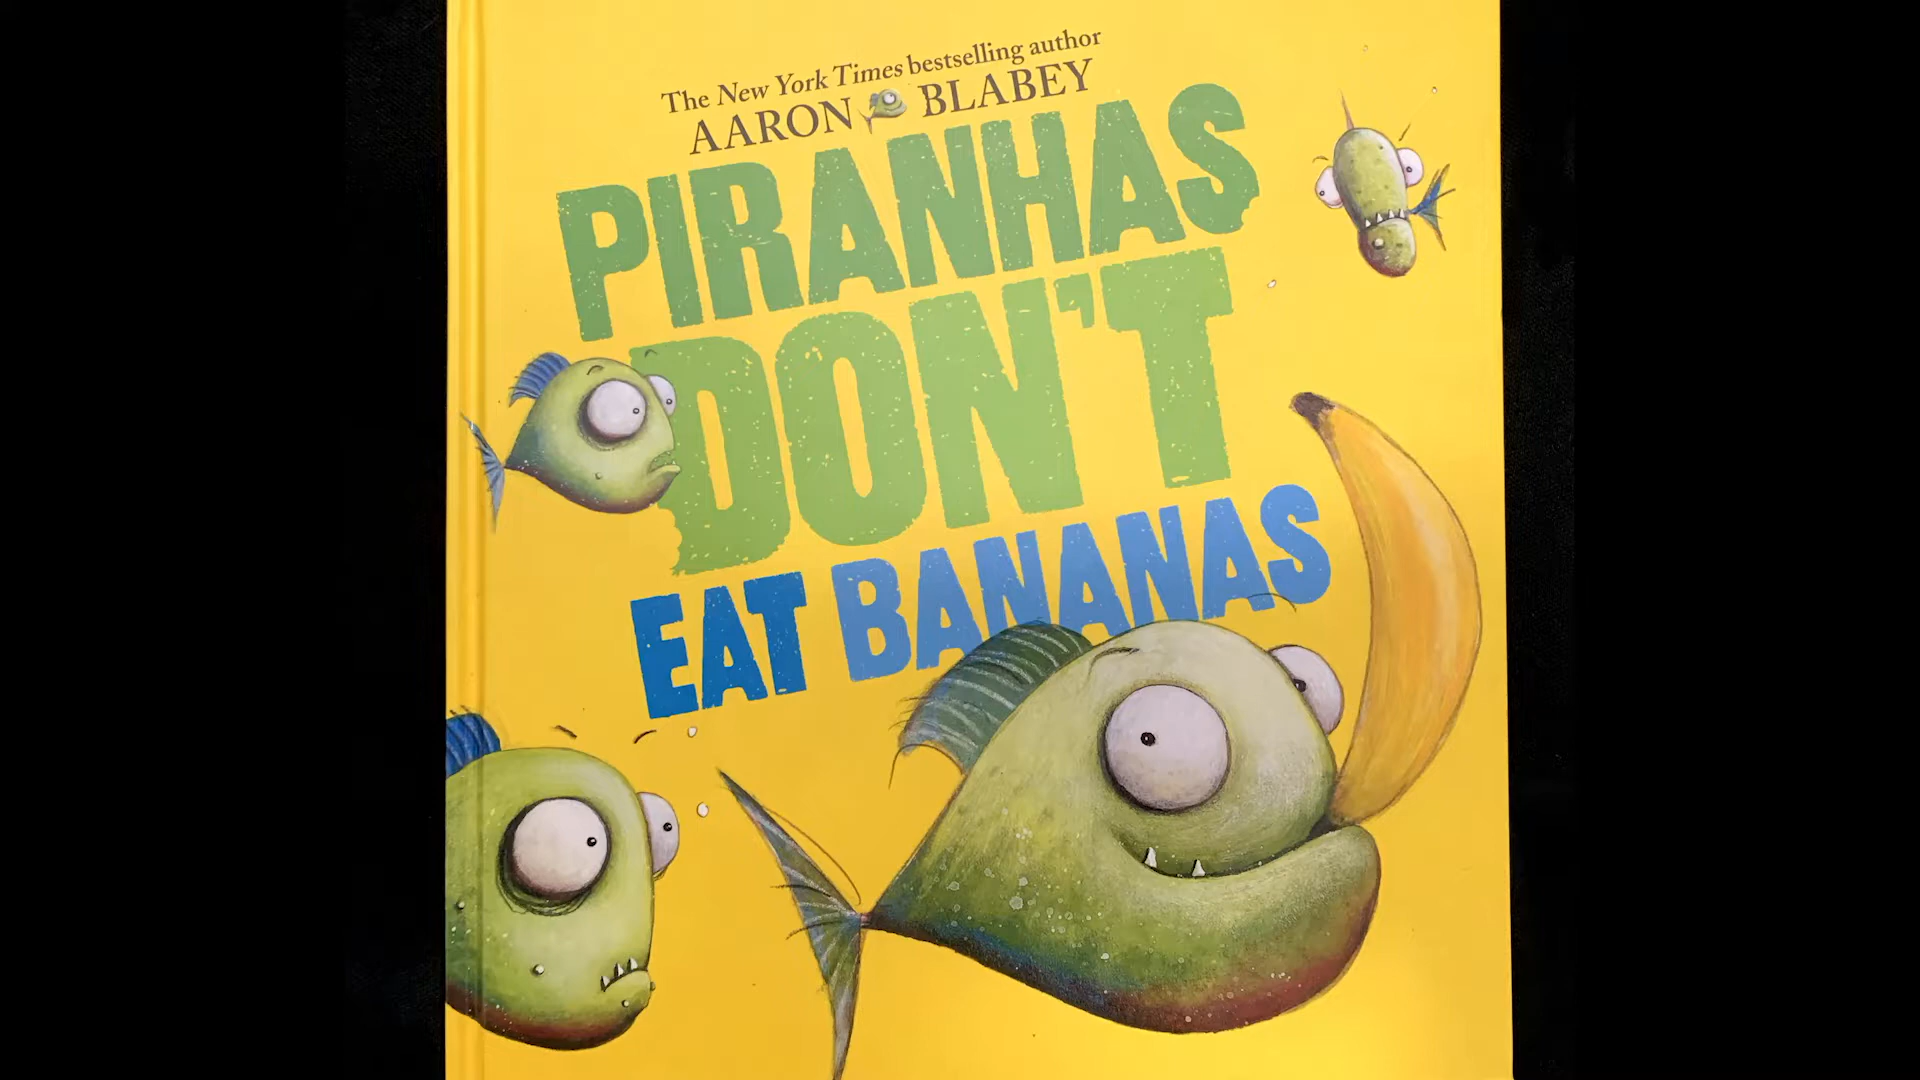 The New York Times bestselling author
AARON BLABEY
PIRANHAS
DON'T
EAT BANANAS